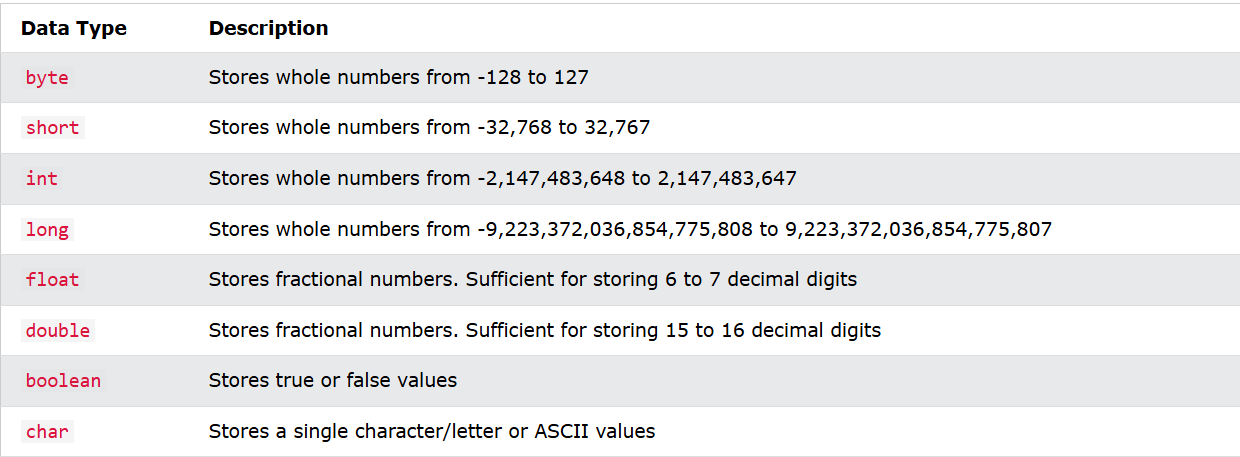 Data Type Description
byte Stores whole numbers from -128 to 127
short Stores whole numbers from -32,768 to 32,767
int Stores whole numbers from -2,147,483,648 to 2,147,483,647
long Stores whole numbers from -9,223,372,036,854,775,808 to 9,223,372,036,854,775,807
float Stores fractional numbers. Sufficient for storing 6 to 7 decimal digits
double Stores fractional numbers. Sufficient for storing 15 to 16 decimal digits
boolean Stores true or false values
char Stores a single character/letter or ASCII values